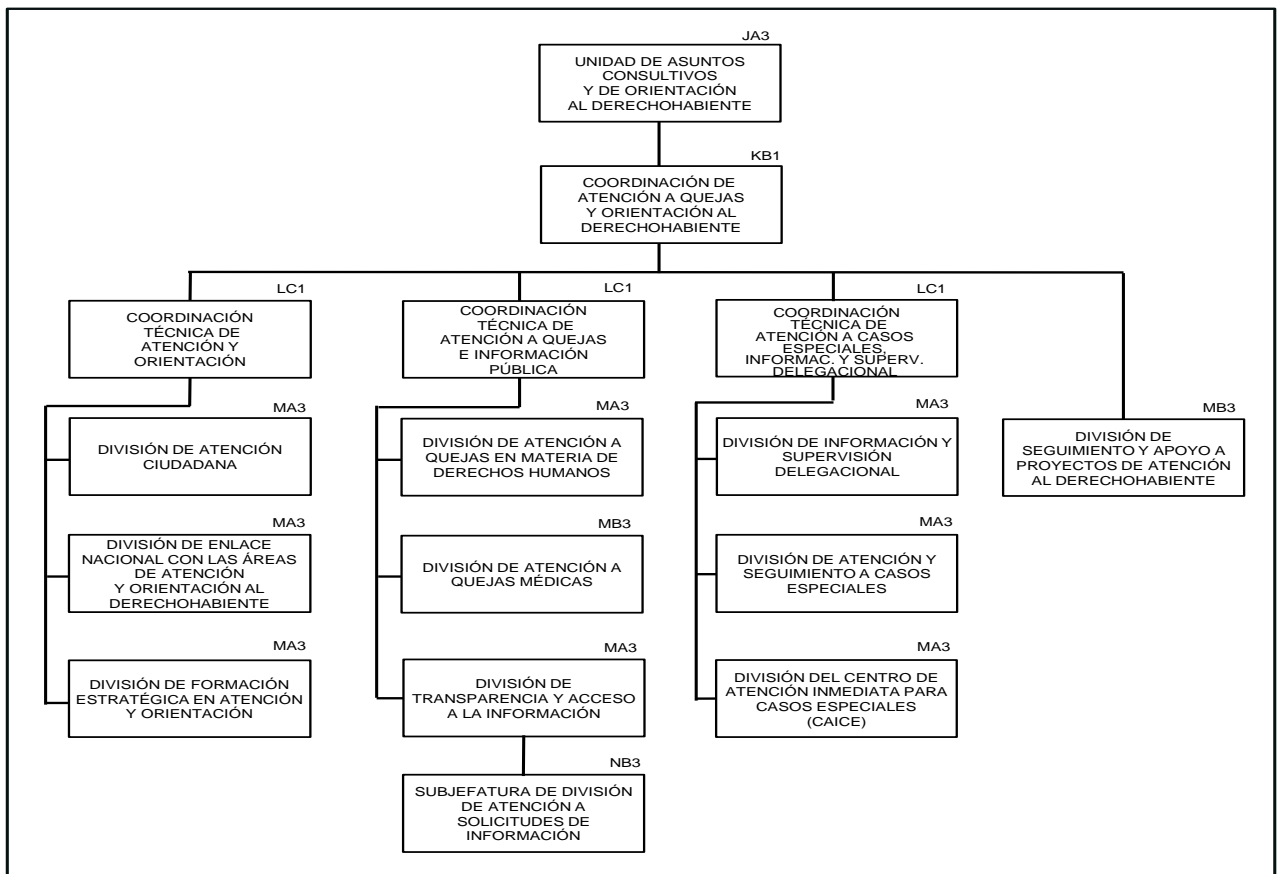 JA3
UNIDAD DE ASUNTOS
CONSULTIVOS
Y DE ORIENTACIÓN
AL DERECHOHABIENTE
KB1
COORDINACIÓN DE
ATENCIÓN A QUEJAS
Y ORIENTACIÓN AL
DERECHOHABIENTE
LC1
COORDINACIÓN
TÉCNICA DE
ATENCIÓN Y
ORIENTACIÓN
LC1
COORDINACIÓN
TÉCNICA DE
ATENCIÓN A QUEJAS
E INFORMACIÓN
PÚBLICA
LC1
COORDINACIÓN
TÉCNICA DE
ATENCIÓN A CASOS
ESPECIALES,
INFORMAC. Y SUPERV.
DELEGACIONAL
MA3
DIVISIÓN DE ATENCIÓN
CIUDADANA
MA3
DIVISIÓN DE ATENCIÓN A
QUEJAS EN MATERIA DE
DERECHOS HUMANOS
MA3
DIVISIÓN DE INFORMACIÓN Y
SUPERVISIÓN
DELEGACIONAL
MB3
DIVISIÓN DE
SEGUIMIENTO Y APOYO A
PROYECTOS DE ATENCIÓN
AL DERECHOHABIENTE
MA3
DIVISIÓN DE ENLACE
NACIONAL CON LAS ÁREAS
DE ATENCIÓN
Y ORIENTACIÓN AL
DERECHOHABIENTE
MB3
DIVISIÓN DE ATENCIÓN A
QUEJAS MÉDICAS
MA3
DIVISIÓN DE ATENCIÓN Y
SEGUIMIENTO A CASOS
ESPECIALES
MA3
DIVISIÓN DE FORMACIÓN
ESTRATÉGICA EN ATENCIÓN
Y ORIENTACIÓN
MA3
DIVISIÓN DE
TRANSPARENCIA Y ACCESO
A LA INFORMACIÓN
MA3
DIVISIÓN DEL CENTRO DE
ATENCIÓN INMEDIATA PARA
CASOS ESPECIALES
(CAICE)
NB3
SUBJEFATURA DE DIVISIÓN
DE ATENCIÓN A
SOLICITUDES DE
INFORMACIÓN